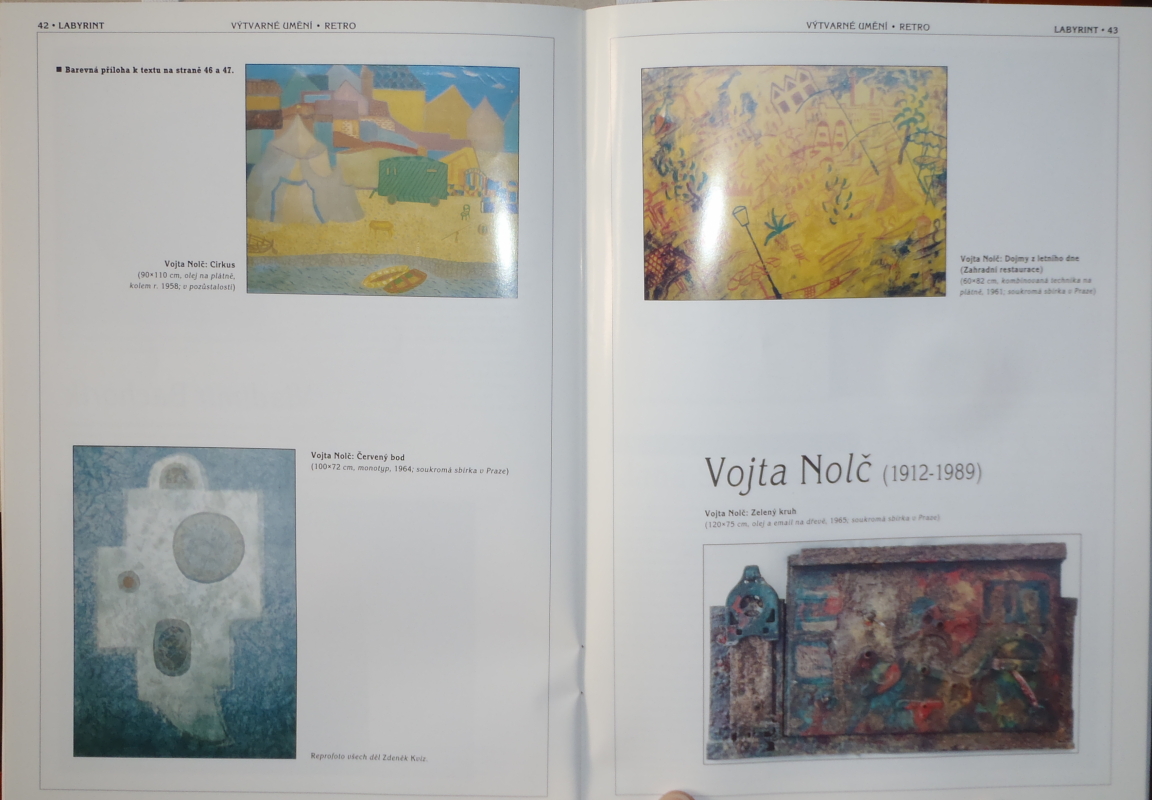 42 • LABYRINT
VÝTVARNÉ UMĚNÍ • RETRO
■ Barevná příloha k textu na straně 46 a 47.
Vojta Nolč: Cirkus
(90×110 cm, olej na plátně,
kolem r. 1958; v pozůstalosti)
Vojta Nolč: Červený bod
(100×72 cm, monotyp, 1964; soukromá sbírka v Praze)
Reprofoto všech děl Zdeněk Kviz.
VÝTVARNÉ UMĚNÍ • RETRO
LABYRINT • 43
Vojta Nolč: Dojmy z letního dne
(Zahradní restaurace)
(60×82 cm, kombinovaná technika na
plátně, 1961; soukromá sbírka v Praze)
Vojta Nolč (1912-1989)
Vojta Nolč: Zelený kruh
(120×75 cm, olej a email na dřevě, 1965; soukromá sbírka v Praze)